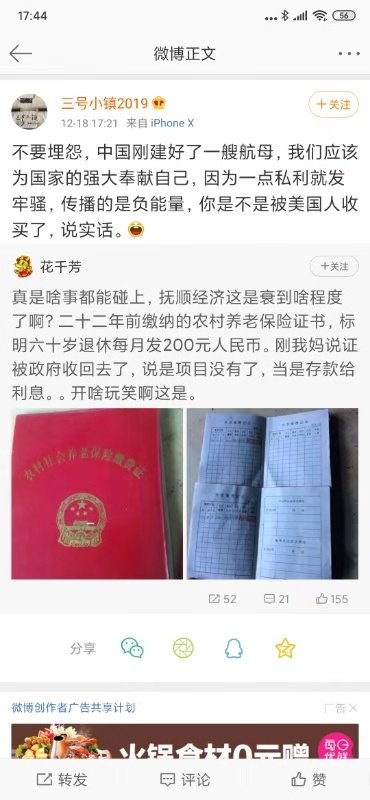 17:44
56
微博正文
三号小镇2019
+关注
12-18 17:21 来自 iPhone X
不要埋怨，中国刚建好了一艘航母，我们应该
为国家的强大奉献自己，因为一点私利就发
牢骚，传播的是负能量，你是不是被美国人收
买了，说实话。
花千芳
+关注
真是啥事都能碰上，抚顺经济这是衰到啥程度
了啊？二十二年前缴纳的农村养老保险证书，标
明六十岁退休每月发200元人民币。刚我妈说证
被政府收回去了，说是项目没有了，当是存款给
利息。。开啥玩笑啊这是。
农村社会养老保险缴费证
52
21
155
分享
微博创作者广告共享计划
广告
火锅食材0元赠
每日优鲜
转发
评论
赞